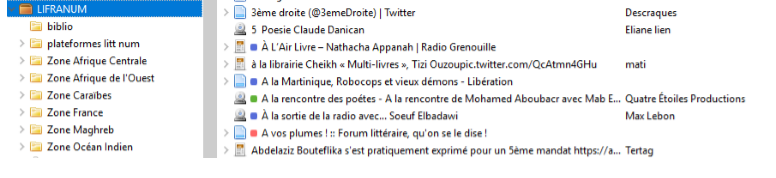 LIFRANUM
biblio
plateformes litt num
Zone Afrique Centrale
Zone Afrique de l'Ouest
Zone Caraïbes
Zone France
Zone Maghreb
Zone Océan Indien
3ème droite (@3emeDroite) | Twitter Descraques
5 Poesie Claude Danican Eliane lien
À L'Air Livre – Nathacha Appanah | Radio Grenouille
à la librairie Cheikh « Multi-livres », Tizi Ouzoupic.twitter.com/QcAtmn4GHu mati
A la Martinique, Robocops et vieux démons - Libération
A la rencontre des poétes - A la rencontre de Mohamed Aboubacr avec Mab E... Quatre Étoiles Productions
À la sortie de la radio avec... Soeuf Elbadawi Max Lebon
A vos plumes ! :: Forum littéraire, qu'on se le dise !
Abdelaziz Bouteflika s'est pratiquement exprimé pour un 5ème mandat https://a... Tertag